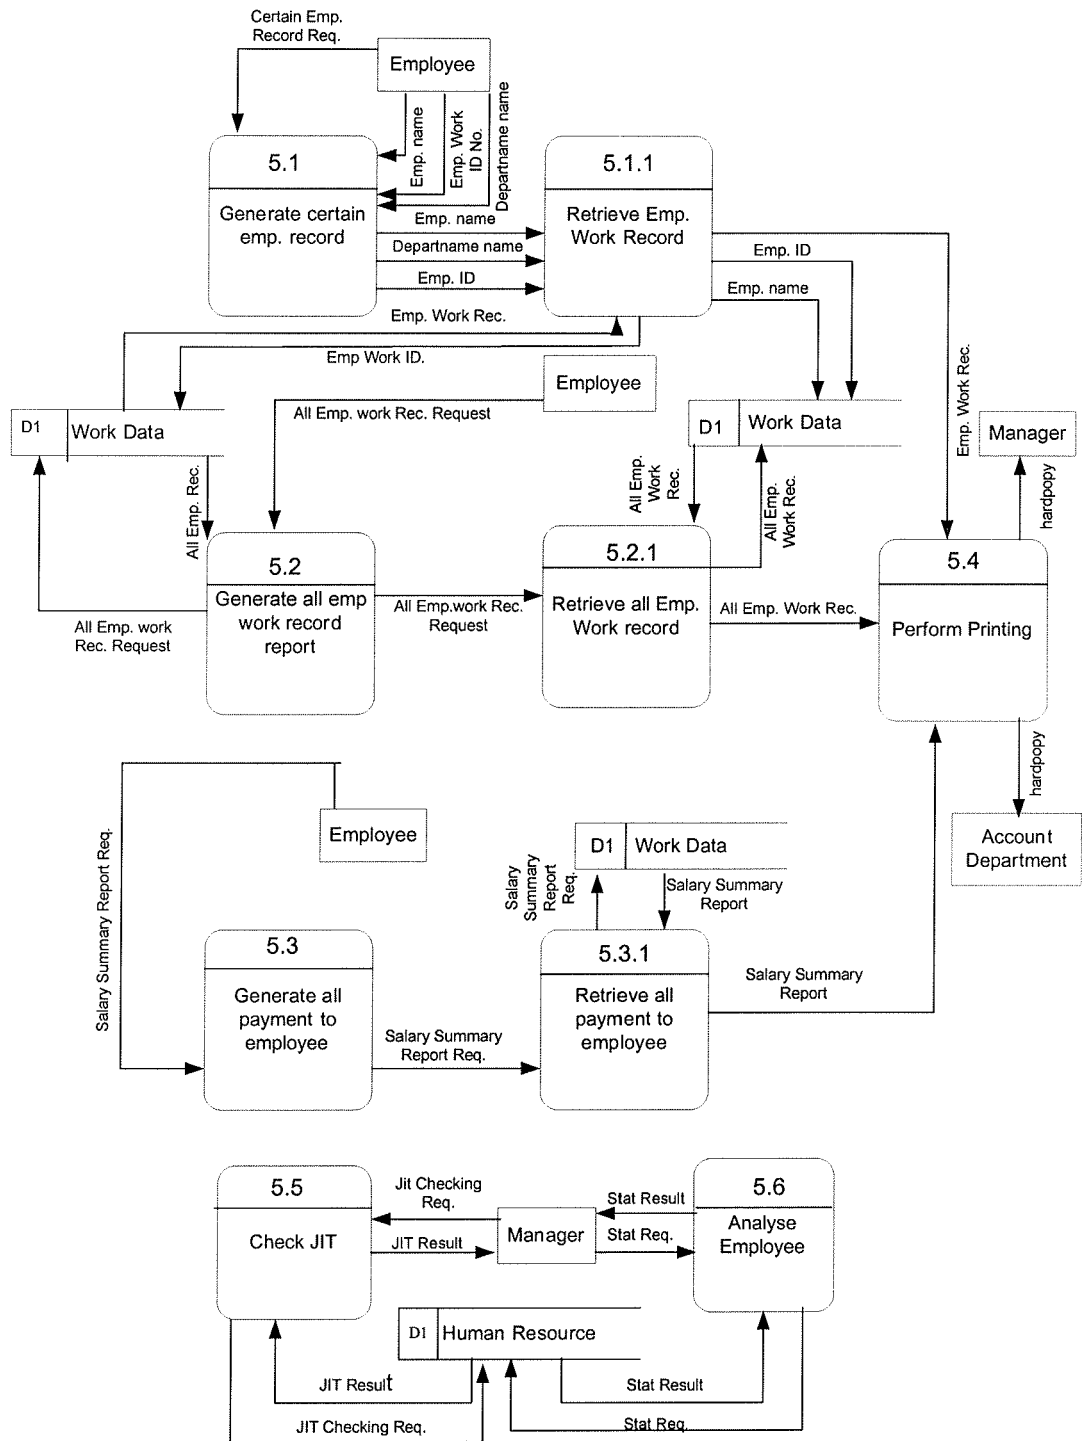 Certain Emp.
Record Req.
Employee
Emp. name
Emp. Work
ID No.
Departname name
5.1
Generate certain
emp. record
5.1.1
Retrieve Emp.
Work Record
Emp. name
Departname name
Emp. ID
Emp. ID
Emp. name
Emp. Work Rec.
Emp Work ID.
Employee
All Emp. work Rec. Request
D1
Work Data
D1
Work Data
Emp. Work Rec.
Manager
hardpopy
All Emp. Rec.
All Emp.
Work
Rec.
All Emp.
Work Rec.
5.2
Generate all emp
work record
report
5.2.1
Retrieve all Emp.
Work record
5.4
Perform Printing
All Emp. work
Rec. Request
All Emp.work Rec.
Request
All Emp. Work Rec.
hardpopy
Account
Department
Employee
Salary Summary Report Req.
D1
Work Data
Salary
Summary
Report
Req.
Salary Summary
Report
5.3
Generate all
payment to
employee
5.3.1
Retrieve all
payment to
employee
Salary Summary
Report
Salary Summary
Report Req.
5.5
Check JIT
Jit Checking
Req.
JIT Result
Manager
Stat Result
Stat Req.
5.6
Analyse
Employee
D1
Human Resource
JIT Result
Stat Result
JIT Checking Req.
Stat Req.